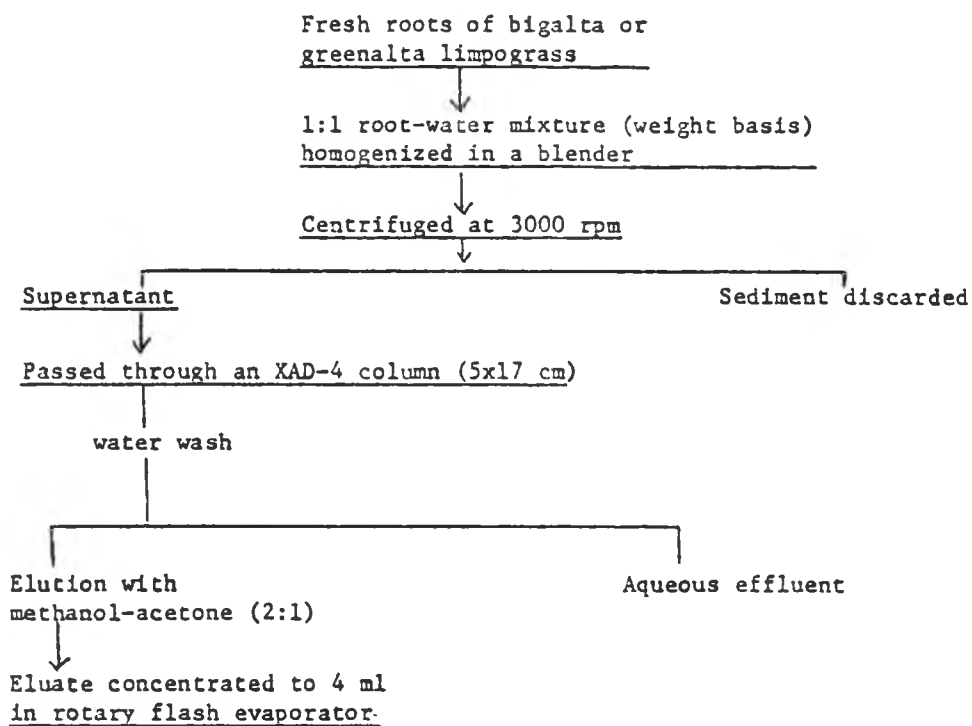 Fresh roots of bigalta or
greenalta limpograss
1:1 root-water mixture (weight basis)
homogenized in a blender
Centrifuged at 3000 rpm
Supernatant
Sediment discarded
Passed through an XAD-4 column (5x17 cm)
water wash
Elution with
methanol-acetone (2:1)
Aqueous effluent
Eluate concentrated to 4 ml
in rotary flash evaporator